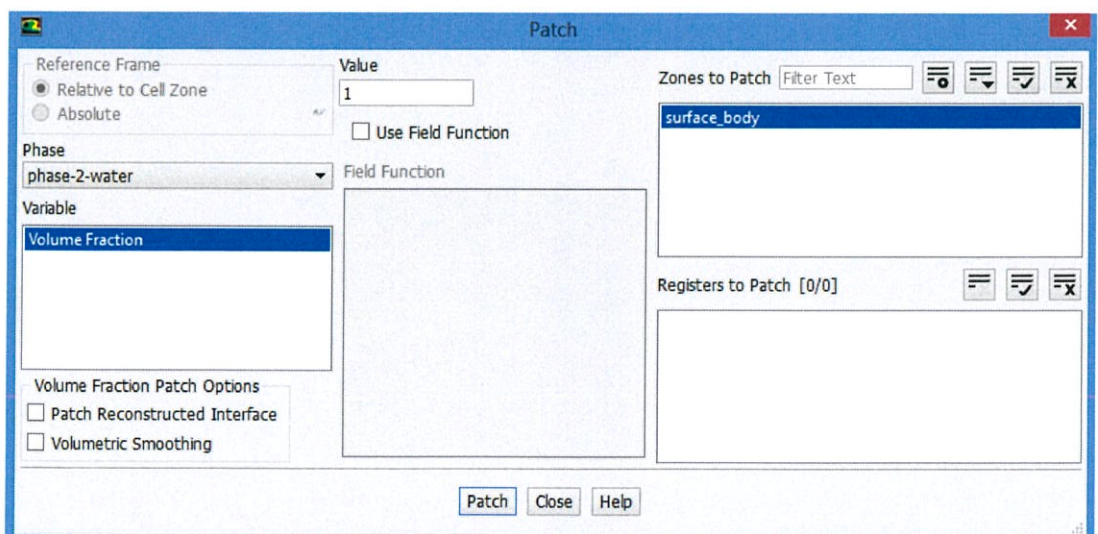 Patch
Reference Frame
Relative to Cell Zone
Absolute
Phase
phase-2-water
Variable
Volume Fraction
Volume Fraction Patch Options
Patch Reconstructed Interface
Volumetric Smoothing
Value
1
Use Field Function
Field Function
Zones to Patch Filter Text
surface_body
Registers to Patch [0/0]
Patch Close Help